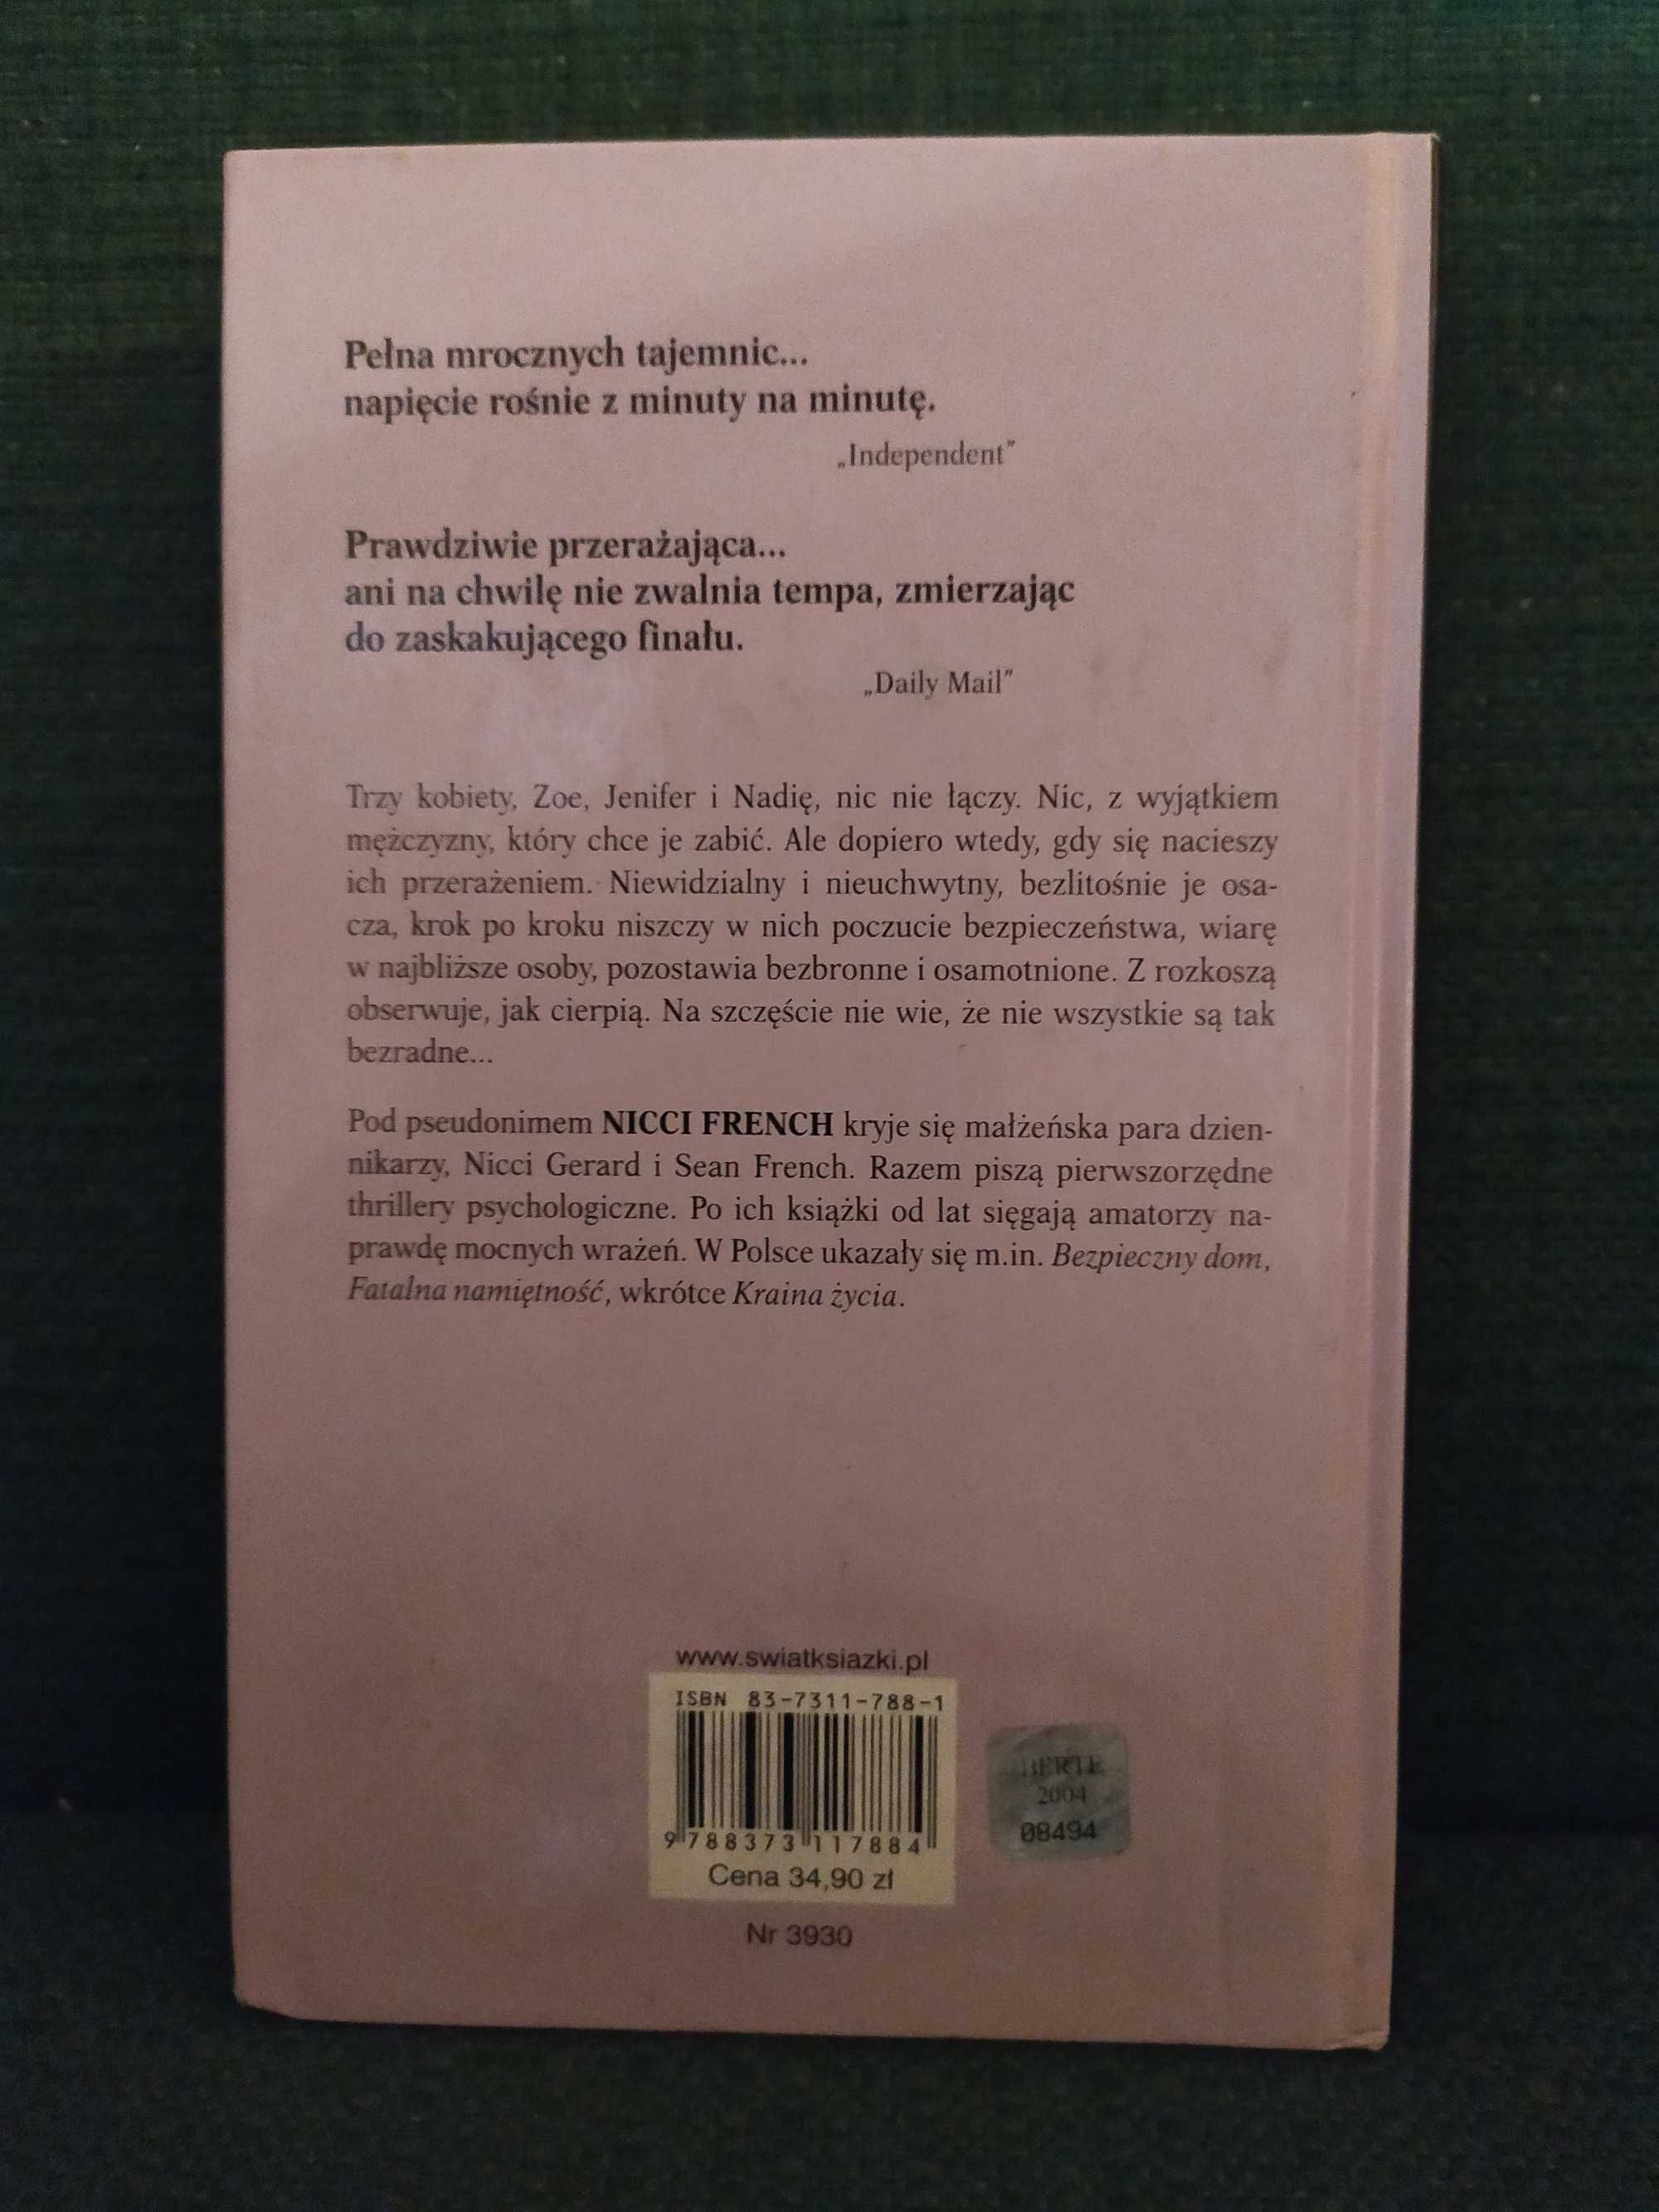 Pełna mrocznych tajemnic...
napięcie rośnie z minuty na minutę.
„Independent"
Prawdziwie przerażająca...
ani na chwilę nie zwalnia tempa, zmierzając
do zaskakującego finału.
„Daily Mail"
Trzy kobiety, Zoe, Jenifer i Nadię, nic nie łączy. Nic, z wyjątkiem
mężczyzny, który chce je zabić. Ale dopiero wtedy, gdy się nacieszy
ich przerażeniem. Niewidzialny i nieuchwytny, bezlitośnie je osa-
cza, krok po kroku niszczy w nich poczucie bezpieczeństwa, wiarę
w najbliższe osoby, pozostawia bezbronne i osamotnione. Z rozkoszą
obserwuje, jak cierpią. Na szczęście nie wie, że nie wszystkie są tak
bezradne...
Pod pseudonimem NICCI FRENCH kryje się małżeńska para dzien-
nikarzy, Nicci Gerard i Sean French. Razem piszą pierwszorzędne
thrillery psychologiczne. Po ich książki od lat sięgają amatorzy na-
prawdę mocnych wrażeń. W Polsce ukazały się m.in. Bezpieczny dom,
Fatalna namiętność, wkrótce Kraina życia.
www.swiatksiazki.pl
ISBN 83-7311-788-1
9 788373 117884
Cena 34,90 zł
Nr 3930
2004
08494